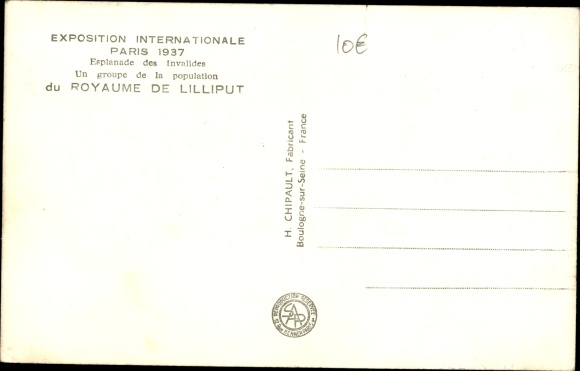 EXPOSITION INTERNATIONALE
PARIS 1937
Esplanade des Invalides
Un groupe de la population
du ROYAUME DE LILLIPUT
10€
H. CHIPAULT, Fabricant
Boulogne-sur-Seine - France
REPRODUCTION